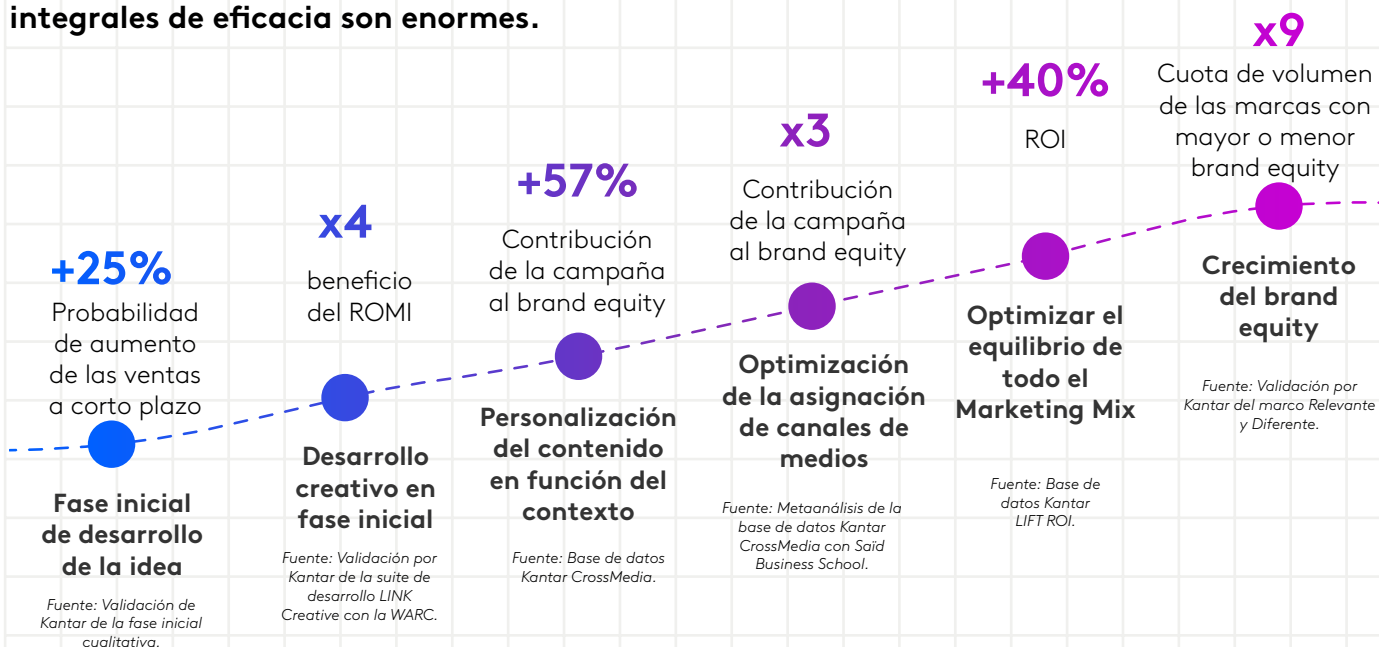 integrales de eficacia son enormes.
+25%
Probabilidad
de aumento
de las ventas
a corto plazo
Fase inicial
de desarrollo
de la idea
Fuente: Validación de
Kantar de la fase inicial
cualitativa.
x4
beneficio
del ROMI
Desarrollo
creativo en
fase inicial
Fuente: Validación por
Kantar de la suite de
desarrollo LINK
Creative con la WARC.
+57%
Contribución
de la campaña
al brand equity
Personalización
del contenido
en función del
contexto
Fuente: Base de datos
Kantar CrossMedia.
x3
Contribución
de la campaña
al brand equity
Optimización
de la asignación
de canales de
medios
Fuente: Metaanálisis de la
base de datos Kantar
CrossMedia con Saïd
Business School.
+40%
ROI
Optimizar el
equilibrio de
todo el
Marketing Mix
Fuente: Base de
datos Kantar
LIFT ROI.
x9
Cuota de volumen
de las marcas con
mayor o menor
brand equity
Crecimiento
del brand
equity
Fuente: Validación por
Kantar del marco Relevante
y Diferente.